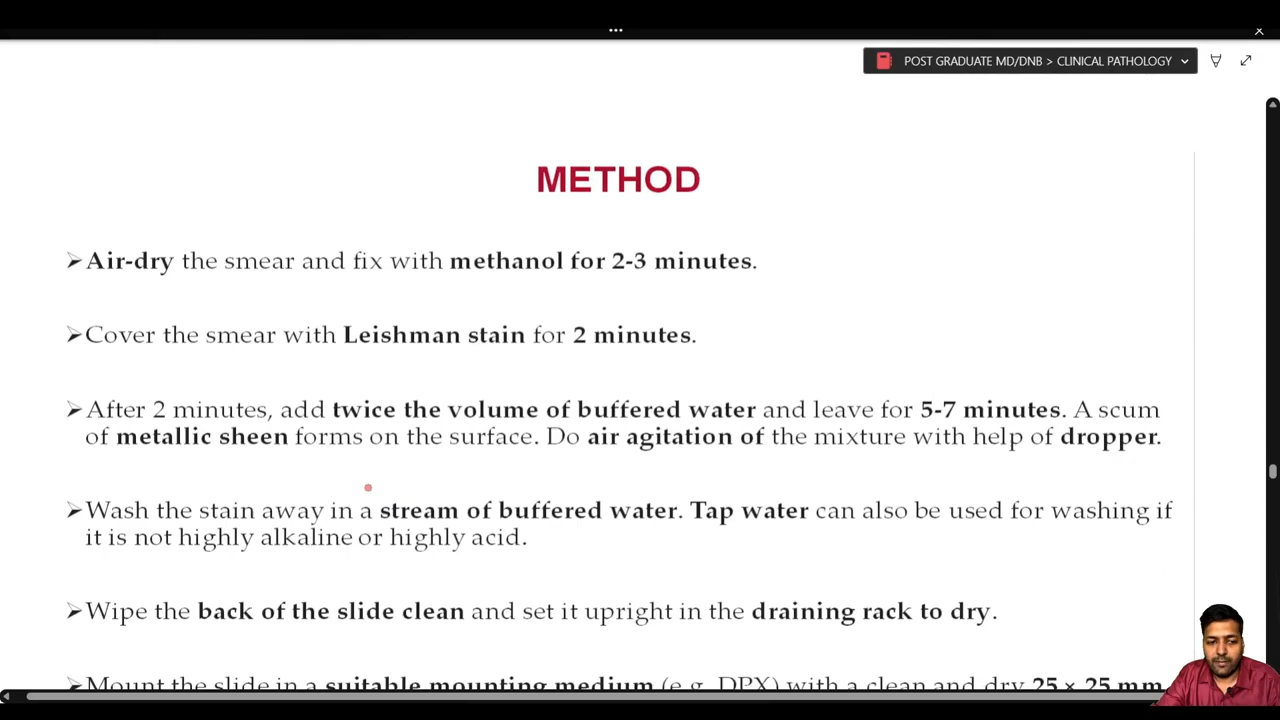 POST GRADUATE MD/DNB > CLINICAL PATHOLOGY
METHOD
➢Air-dry the smear and fix with methanol for 2-3 minutes.
➢Cover the smear with Leishman stain for 2 minutes.
➢After 2 minutes, add twice the volume of buffered water and leave for 5-7 minutes. A scum
of metallic sheen forms on the surface. Do air agitation of the mixture with help of dropper.
➢Wash the stain away in a stream of buffered water. Tap water can also be used for washing if
it is not highly alkaline or highly acid.
➢Wipe the back of the slide clean and set it upright in the draining rack to dry.
➢Mount the slide in a suitable mounting medium (e.g. DPX) with a clean and dry 25 × 25 mm